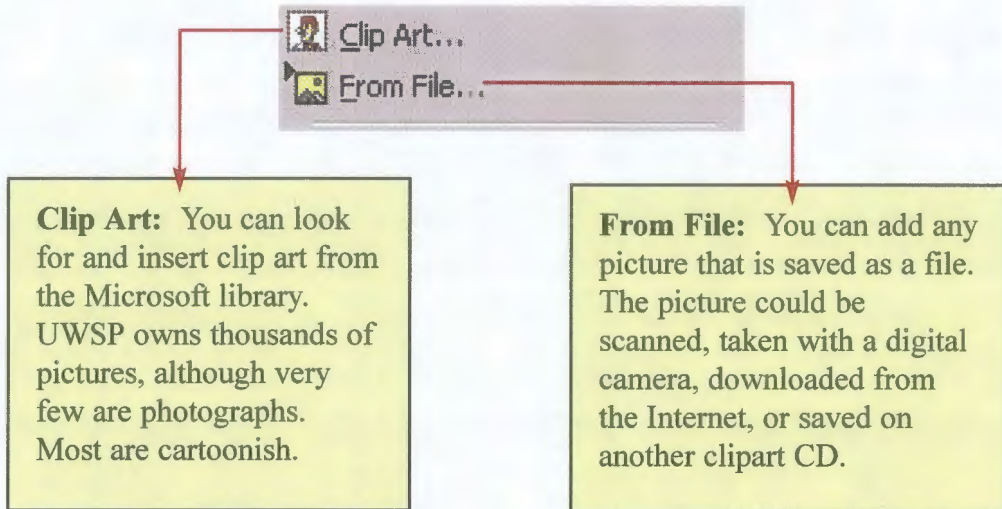 Clip Art...
From File...
Clip Art: You can look
for and insert clip art from
the Microsoft library.
UWSP owns thousands of
pictures, although very
few are photographs.
Most are cartoonish.
From File: You can add any
picture that is saved as a file.
The picture could be
scanned, taken with a digital
camera, downloaded from
the Internet, or saved on
another clipart CD.